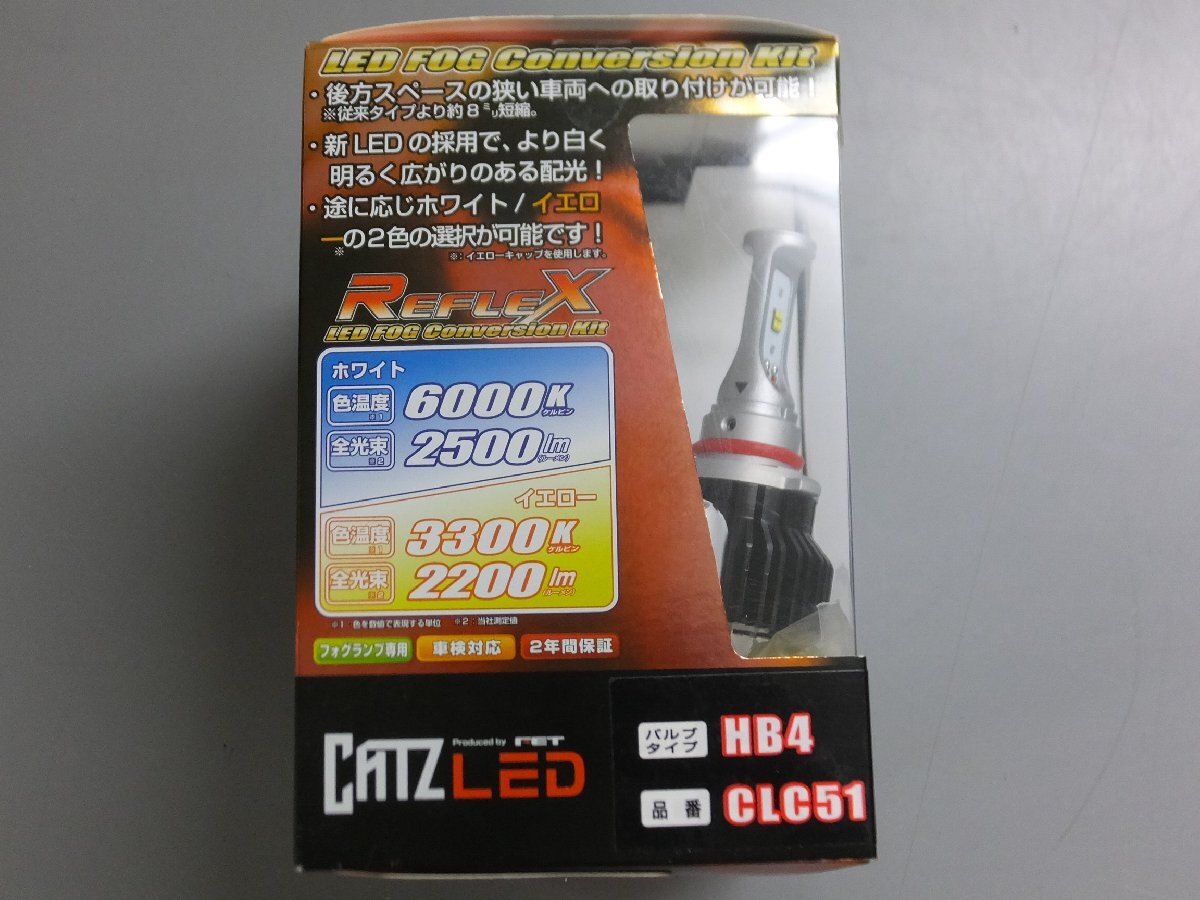 LED FOG Conversion Kit
・後方スペースの狭い車両への取り付けが可能!
※従来タイプより約8㍉短縮。
・新LEDの採用で、より白く
明るく広がりのある配光!
・途に応じホワイト/イエロ
ーの2色の選択が可能です!
※ ※:イエローキャップを使用します。
REFLEX
LED FOG Conversion Kit
ホワイト
色温度※1 6000K ケルビン
全光束※2 2500lm (ルーメン)
イエロー
色温度※1 3300K ケルビン
全光束※2 2200lm (ルーメン)
※1:色を数値で表現する単位 ※2:当社測定値
フォグランプ専用 車検対応 2年間保証
Produced by FET
CATZ LED
バルブタイプ HB4
品番 CLC51